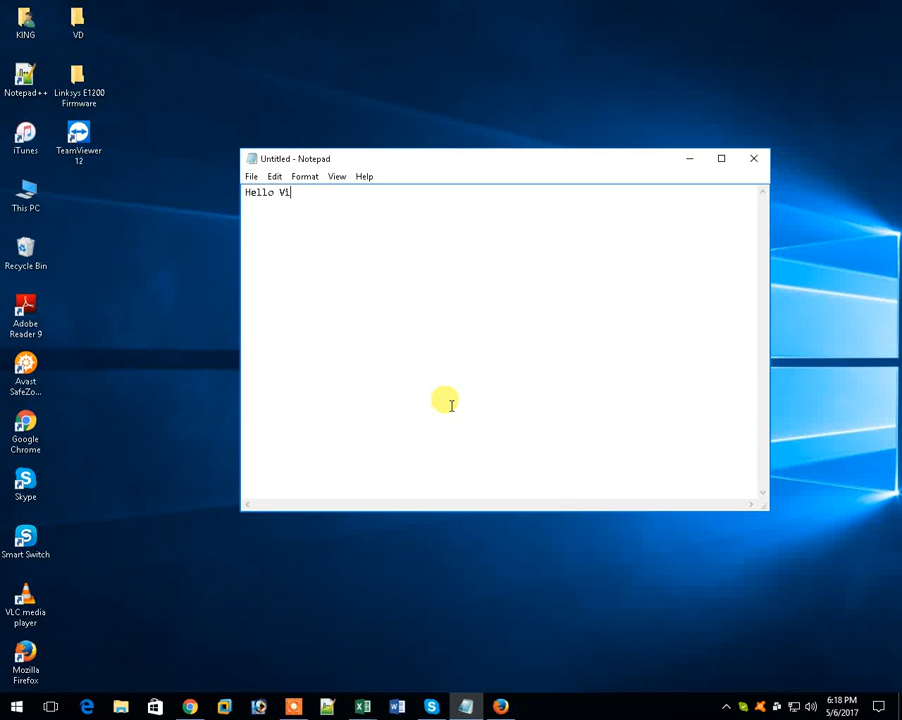 KING
VD
Notepad++
Linksys E1200
Firmware
iTunes
TeamViewer
12
This PC
Recycle Bin
Adobe
Reader 9
Avast
SafeZo...
Google
Chrome
Skype
Smart Switch
VLC media
player
Mozilla
Firefox
Untitled - Notepad
File Edit Format View Help
Hello Vi
6:18 PM
5/6/2017